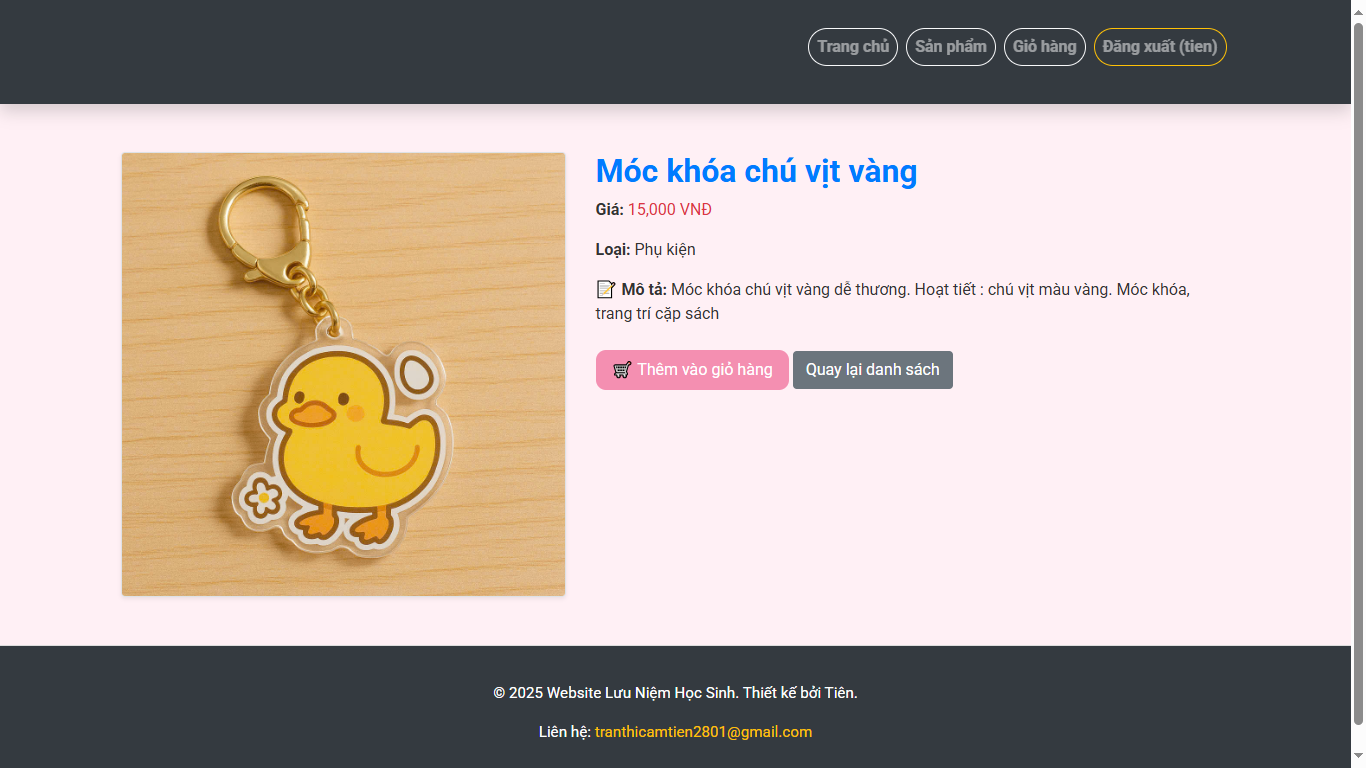 Trang chủ Sản phẩm Giỏ hàng Đăng xuất (tien)
Móc khóa chú vịt vàng
Giá: 15,000 VNĐ
Loại: Phụ kiện
📝 Mô tả: Móc khóa chú vịt vàng dễ thương. Hoạt tiết : chú vịt màu vàng. Móc khóa,
trang trí cặp sách
🛒 Thêm vào giỏ hàng Quay lại danh sách
© 2025 Website Lưu Niệm Học Sinh. Thiết kế bởi Tiên.
Liên hệ: tranthicamtien2801@gmail.com